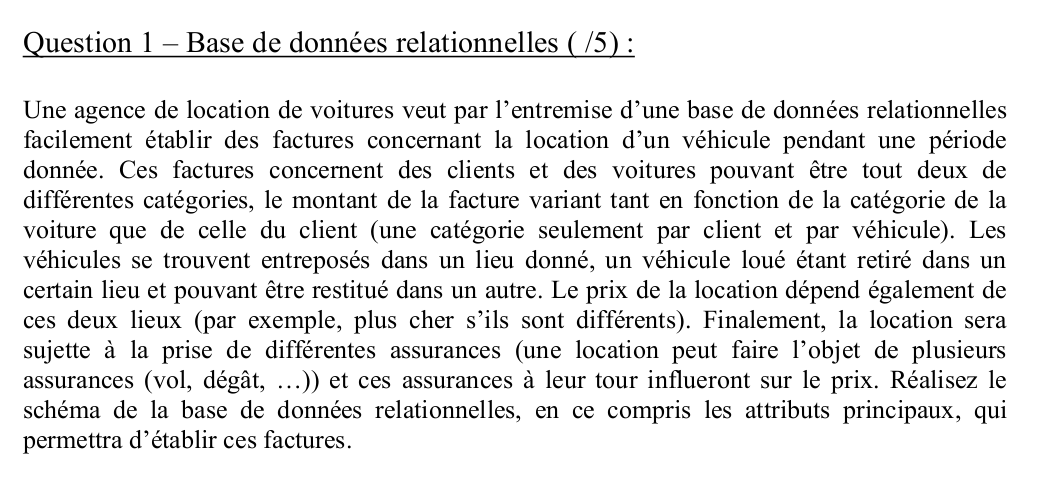 Question 1 – Base de données relationnelles ( /5) :
Une agence de location de voitures veut par l'entremise d'une base de données relationnelles
facilement établir des factures concernant la location d'un véhicule pendant une période
donnée. Ces factures concernent des clients et des voitures pouvant être tout deux de
différentes catégories, le montant de la facture variant tant en fonction de la catégorie de la
voiture que de celle du client (une catégorie seulement par client et par véhicule). Les
véhicules se trouvent entreposés dans un lieu donné, un véhicule loué étant retiré dans un
certain lieu et pouvant être restitué dans un autre. Le prix de la location dépend également de
ces deux lieux (par exemple, plus cher s'ils sont différents). Finalement, la location sera
sujette à la prise de différentes assurances (une location peut faire l'objet de plusieurs
assurances (vol, dégât, …)) et ces assurances à leur tour influeront sur le prix. Réalisez le
schéma de la base de données relationnelles, en ce compris les attributs principaux, qui
permettra d'établir ces factures.